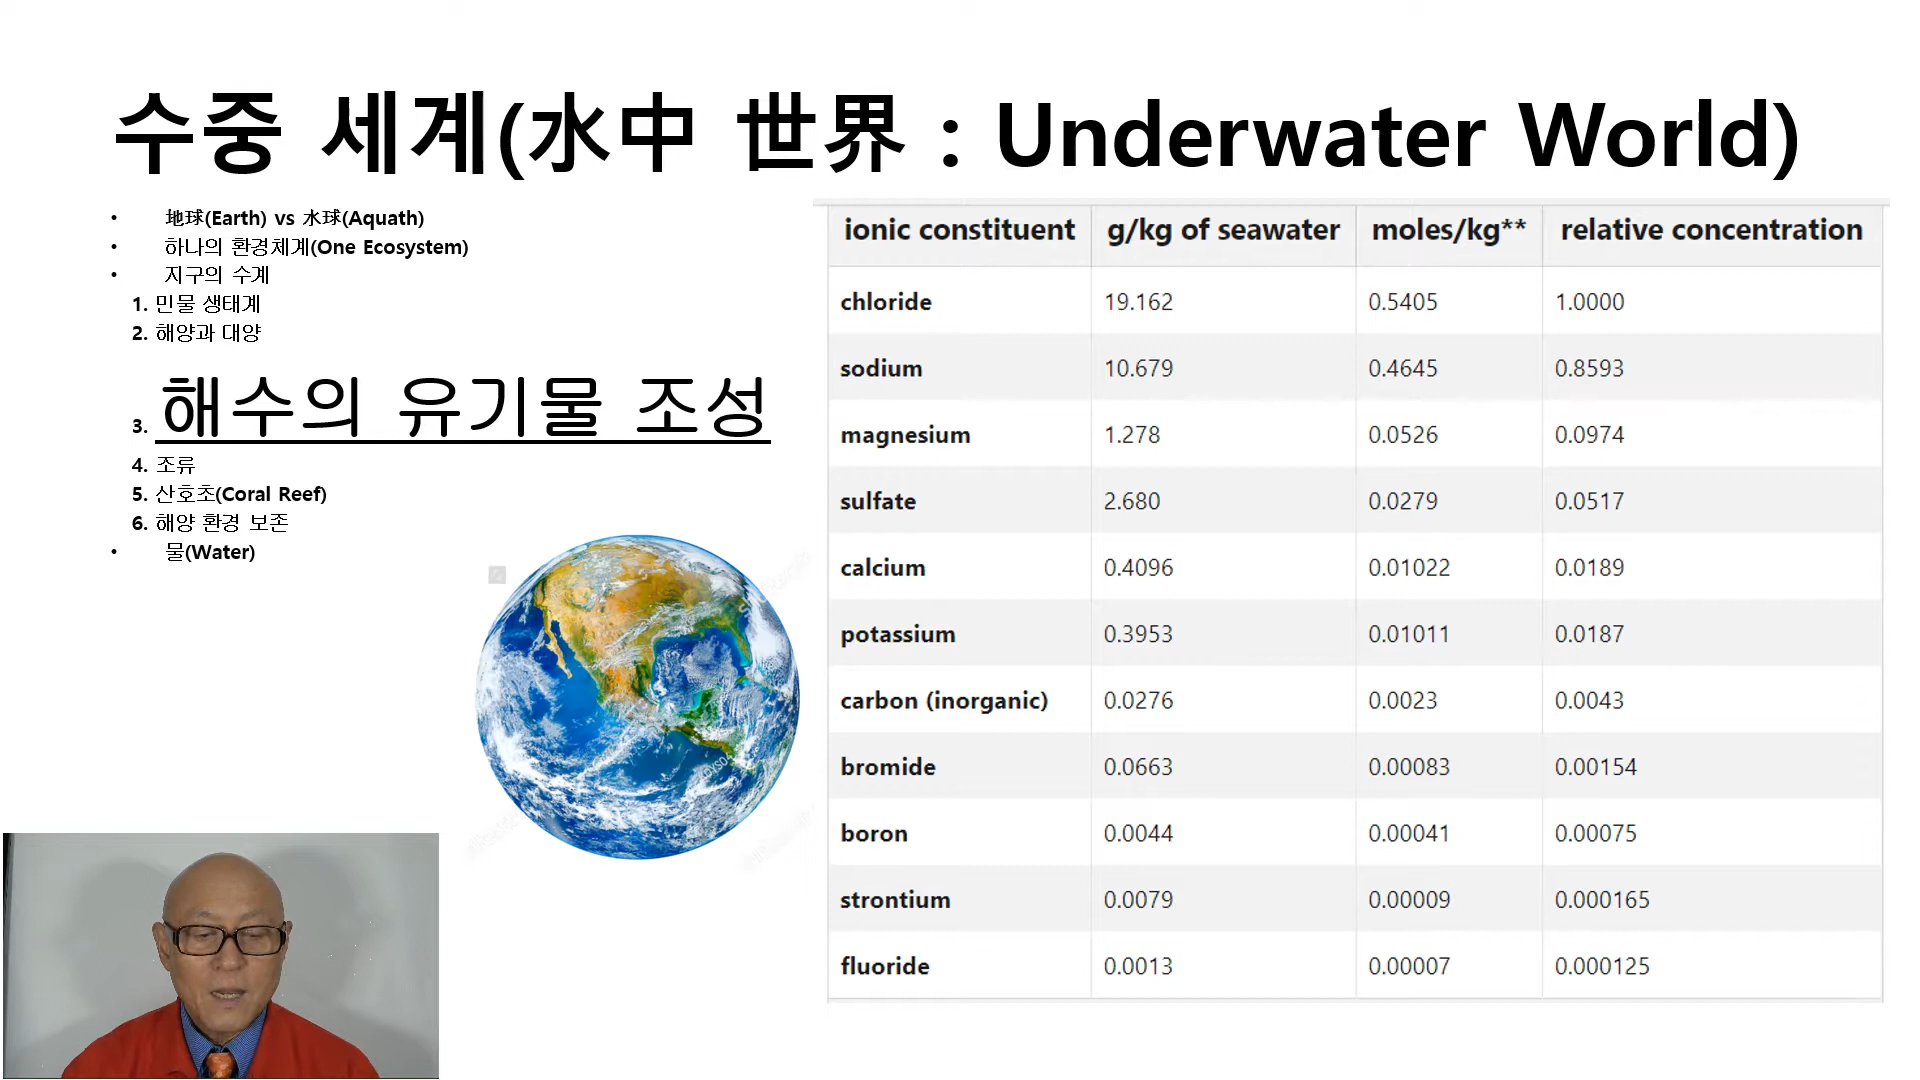 수중 세계(水中 世界 : Underwater World)
• 地球(Earth) vs 水球(Aquath)
• 하나의 환경체계(One Ecosystem)
• 지구의 수계
1. 민물 생태계
2. 해양과 대양
3. 해수의 유기물 조성
4. 조류
5. 산호초(Coral Reef)
6. 해양 환경 보존
• 물(Water)
ionic constituent g/kg of seawater moles/kg** relative concentration
chloride 19.162 0.5405 1.0000
sodium 10.679 0.4645 0.8593
magnesium 1.278 0.0526 0.0974
sulfate 2.680 0.0279 0.0517
calcium 0.4096 0.01022 0.0189
potassium 0.3953 0.01011 0.0187
carbon (inorganic) 0.0276 0.0023 0.0043
bromide 0.0663 0.00083 0.00154
boron 0.0044 0.00041 0.00075
strontium 0.0079 0.00009 0.000165
fluoride 0.0013 0.00007 0.000125